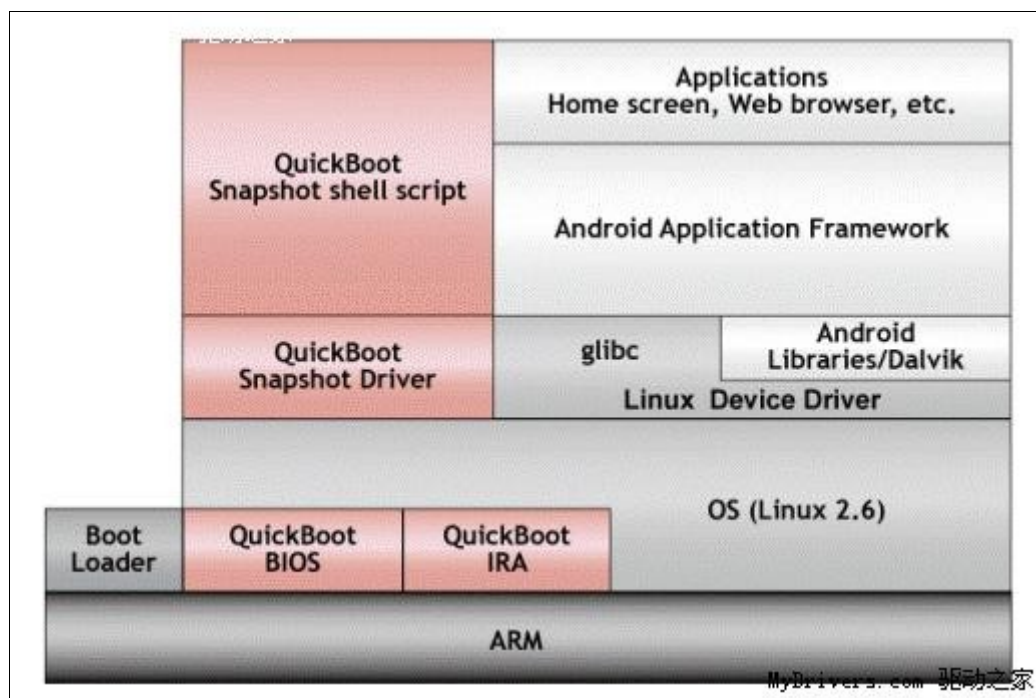 Applications
Home screen, Web browser, etc.
QuickBoot
Snapshot shell script
Android Application Framework
QuickBoot
Snapshot Driver
glibc
Android
Libraries/Dalvik
Linux Device Driver
OS (Linux 2.6)
Boot
Loader
QuickBoot
BIOS
QuickBoot
IRA
ARM
MyDrivers.com 驱动之家